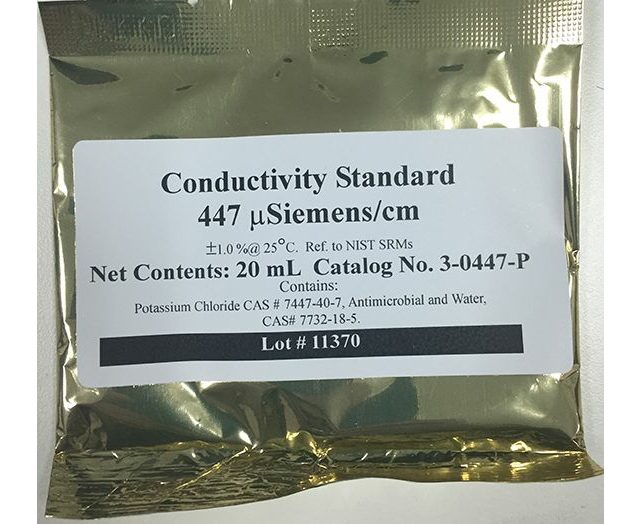 Conductivity Standard
447 µSiemens/cm
±1.0 %@ 25°C. Ref. to NIST SRMs
Net Contents: 20 mL Catalog No. 3-0447-P
Contains:
Potassium Chloride CAS # 7447-40-7, Antimicrobial and Water,
CAS# 7732-18-5.
Lot # 11370